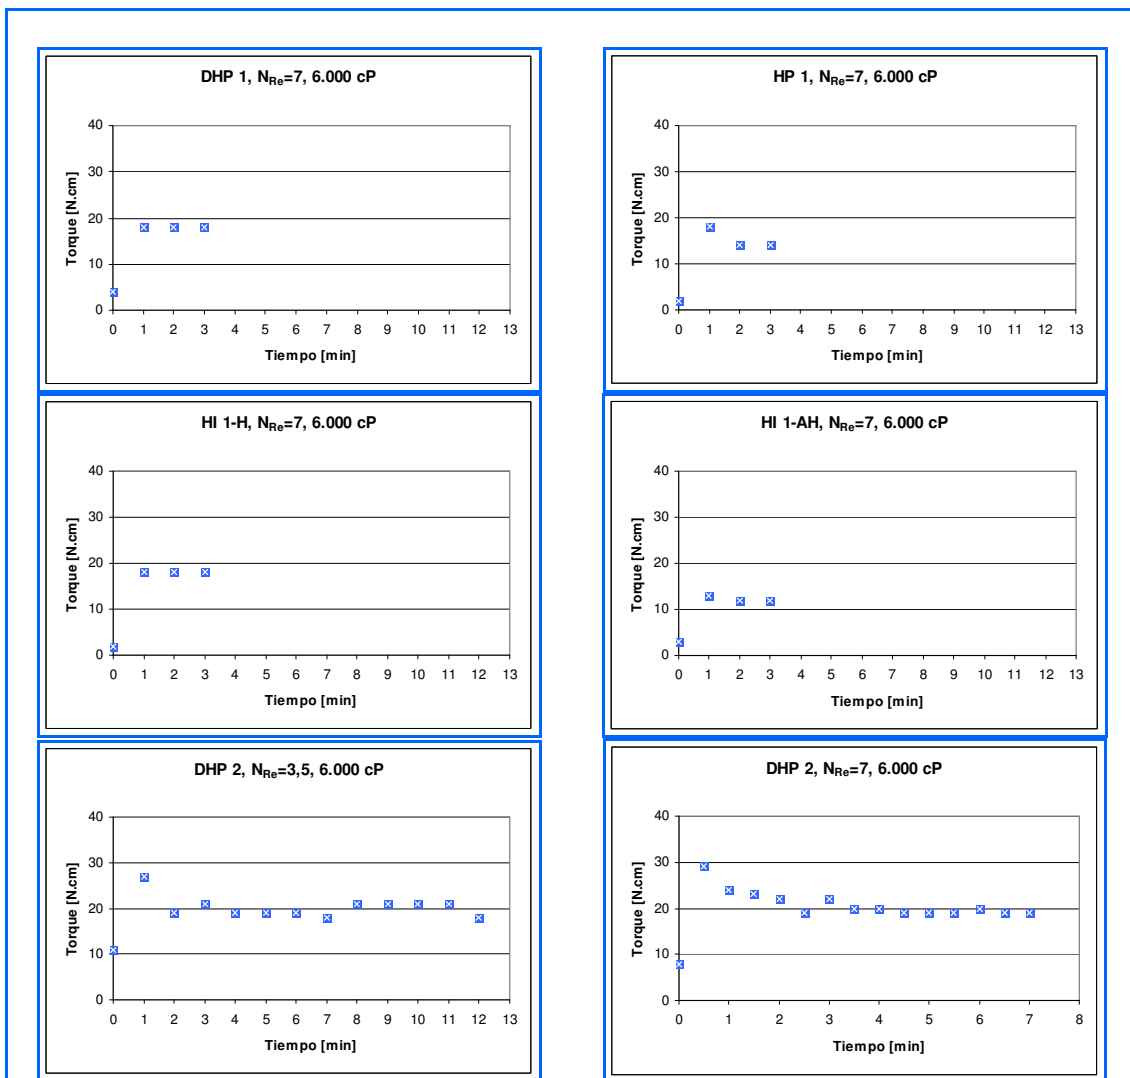 DHP 1, NRe=7, 6.000 cP
40
30
20
10
0
Torque [N.cm]
0 1 2 3 4 5 6 7 8 9 10 11 12 13
Tiempo [min]
HP 1, NRe=7, 6.000 cP
40
30
20
10
0
Torque [N.cm]
0 1 2 3 4 5 6 7 8 9 10 11 12 13
Tiempo [min]
HI 1-H, NRe=7, 6.000 cP
40
30
20
10
0
Torque [N.cm]
0 1 2 3 4 5 6 7 8 9 10 11 12 13
Tiempo [min]
HI 1-AH, NRe=7, 6.000 cP
40
30
20
10
0
Torque [N.cm]
0 1 2 3 4 5 6 7 8 9 10 11 12 13
Tiempo [min]
DHP 2, NRe=3,5, 6.000 cP
40
30
20
10
0
Torque [N.cm]
0 1 2 3 4 5 6 7 8 9 10 11 12 13
Tiempo [min]
DHP 2, NRe=7, 6.000 cP
40
30
20
10
0
Torque [N.cm]
0 1 2 3 4 5 6 7 8
Tiempo [min]